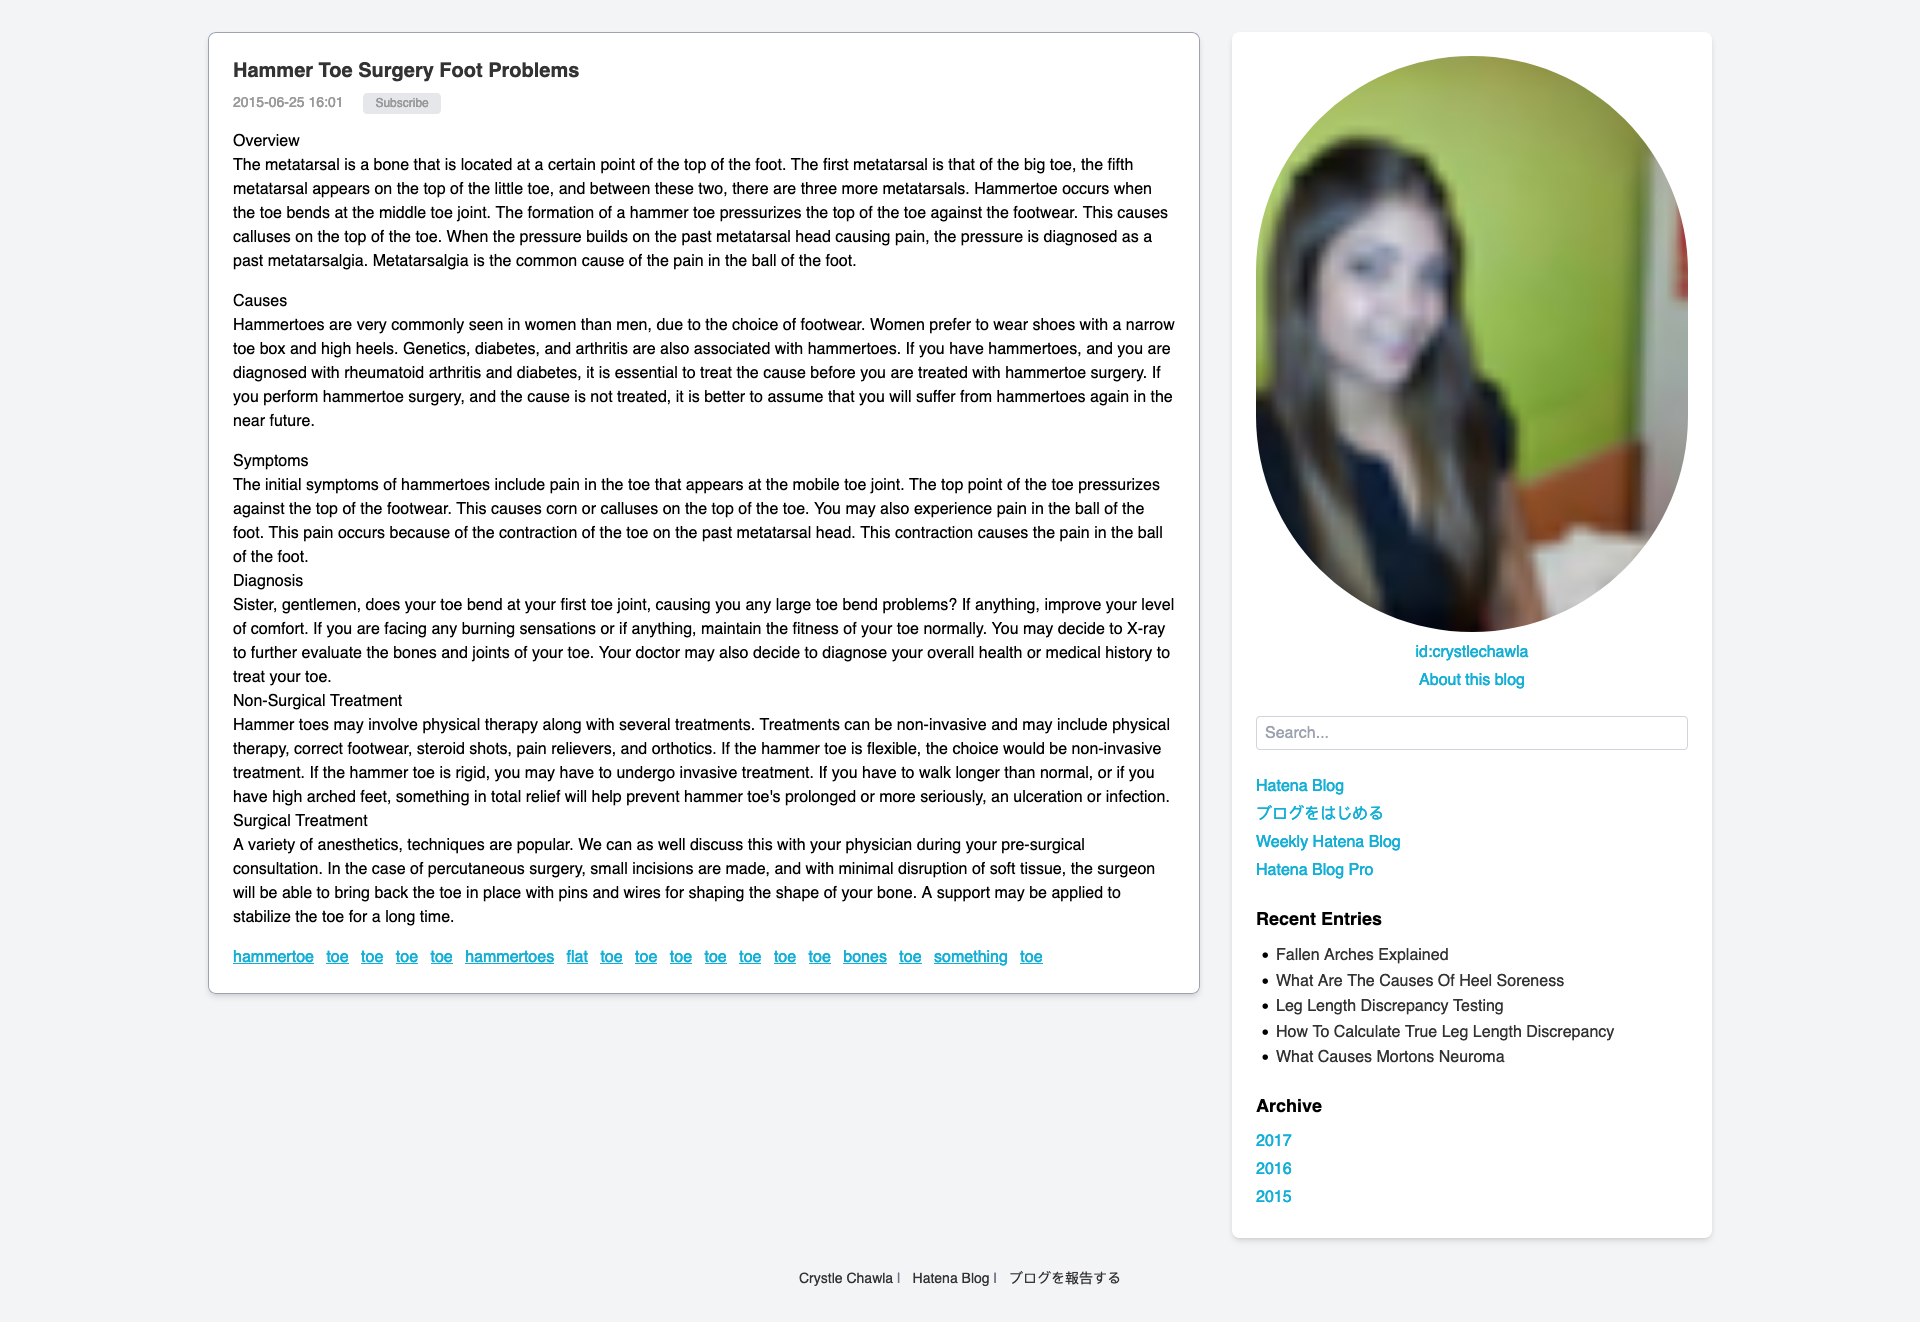 Hammer Toe Surgery Foot Problems
2015-06-25 16:01 Subscribe
Overview
The metatarsal is a bone that is located at a certain point of the top of the foot. The first metatarsal is that of the big toe, the fifth
metatarsal appears on the top of the little toe, and between these two, there are three more metatarsals. Hammertoe occurs when
the toe bends at the middle toe joint. The formation of a hammer toe pressurizes the top of the toe against the footwear. This causes
calluses on the top of the toe. When the pressure builds on the past metatarsal head causing pain, the pressure is diagnosed as a
past metatarsalgia. Metatarsalgia is the common cause of the pain in the ball of the foot.
Causes
Hammertoes are very commonly seen in women than men, due to the choice of footwear. Women prefer to wear shoes with a narrow
toe box and high heels. Genetics, diabetes, and arthritis are also associated with hammertoes. If you have hammertoes, and you are
diagnosed with rheumatoid arthritis and diabetes, it is essential to treat the cause before you are treated with hammertoe surgery. If
you perform hammertoe surgery, and the cause is not treated, it is better to assume that you will suffer from hammertoes again in the
near future.
Symptoms
The initial symptoms of hammertoes include pain in the toe that appears at the mobile toe joint. The top point of the toe pressurizes
against the top of the footwear. This causes corn or calluses on the top of the toe. You may also experience pain in the ball of the
foot. This pain occurs because of the contraction of the toe on the past metatarsal head. This contraction causes the pain in the ball
of the foot.
Diagnosis
Sister, gentlemen, does your toe bend at your first toe joint, causing you any large toe bend problems? If anything, improve your level
of comfort. If you are facing any burning sensations or if anything, maintain the fitness of your toe normally. You may decide to X-ray
to further evaluate the bones and joints of your toe. Your doctor may also decide to diagnose your overall health or medical history to
treat your toe.
Non-Surgical Treatment
Hammer toes may involve physical therapy along with several treatments. Treatments can be non-invasive and may include physical
therapy, correct footwear, steroid shots, pain relievers, and orthotics. If the hammer toe is flexible, the choice would be non-invasive
treatment. If the hammer toe is rigid, you may have to undergo invasive treatment. If you have to walk longer than normal, or if you
have high arched feet, something in total relief will help prevent hammer toe's prolonged or more seriously, an ulceration or infection.
Surgical Treatment
A variety of anesthetics, techniques are popular. We can as well discuss this with your physician during your pre-surgical
consultation. In the case of percutaneous surgery, small incisions are made, and with minimal disruption of soft tissue, the surgeon
will be able to bring back the toe in place with pins and wires for shaping the shape of your bone. A support may be applied to
stabilize the toe for a long time.
hammertoe toe toe toe toe hammertoes flat toe toe toe toe toe toe toe bones toe something toe
id:crystlechawla
About this blog
Search...
Hatena Blog
ブログをはじめる
Weekly Hatena Blog
Hatena Blog Pro
Recent Entries
• Fallen Arches Explained
• What Are The Causes Of Heel Soreness
• Leg Length Discrepancy Testing
• How To Calculate True Leg Length Discrepancy
• What Causes Mortons Neuroma
Archive
2017
2016
2015
Crystle Chawla | Hatena Blog | ブログを報告する